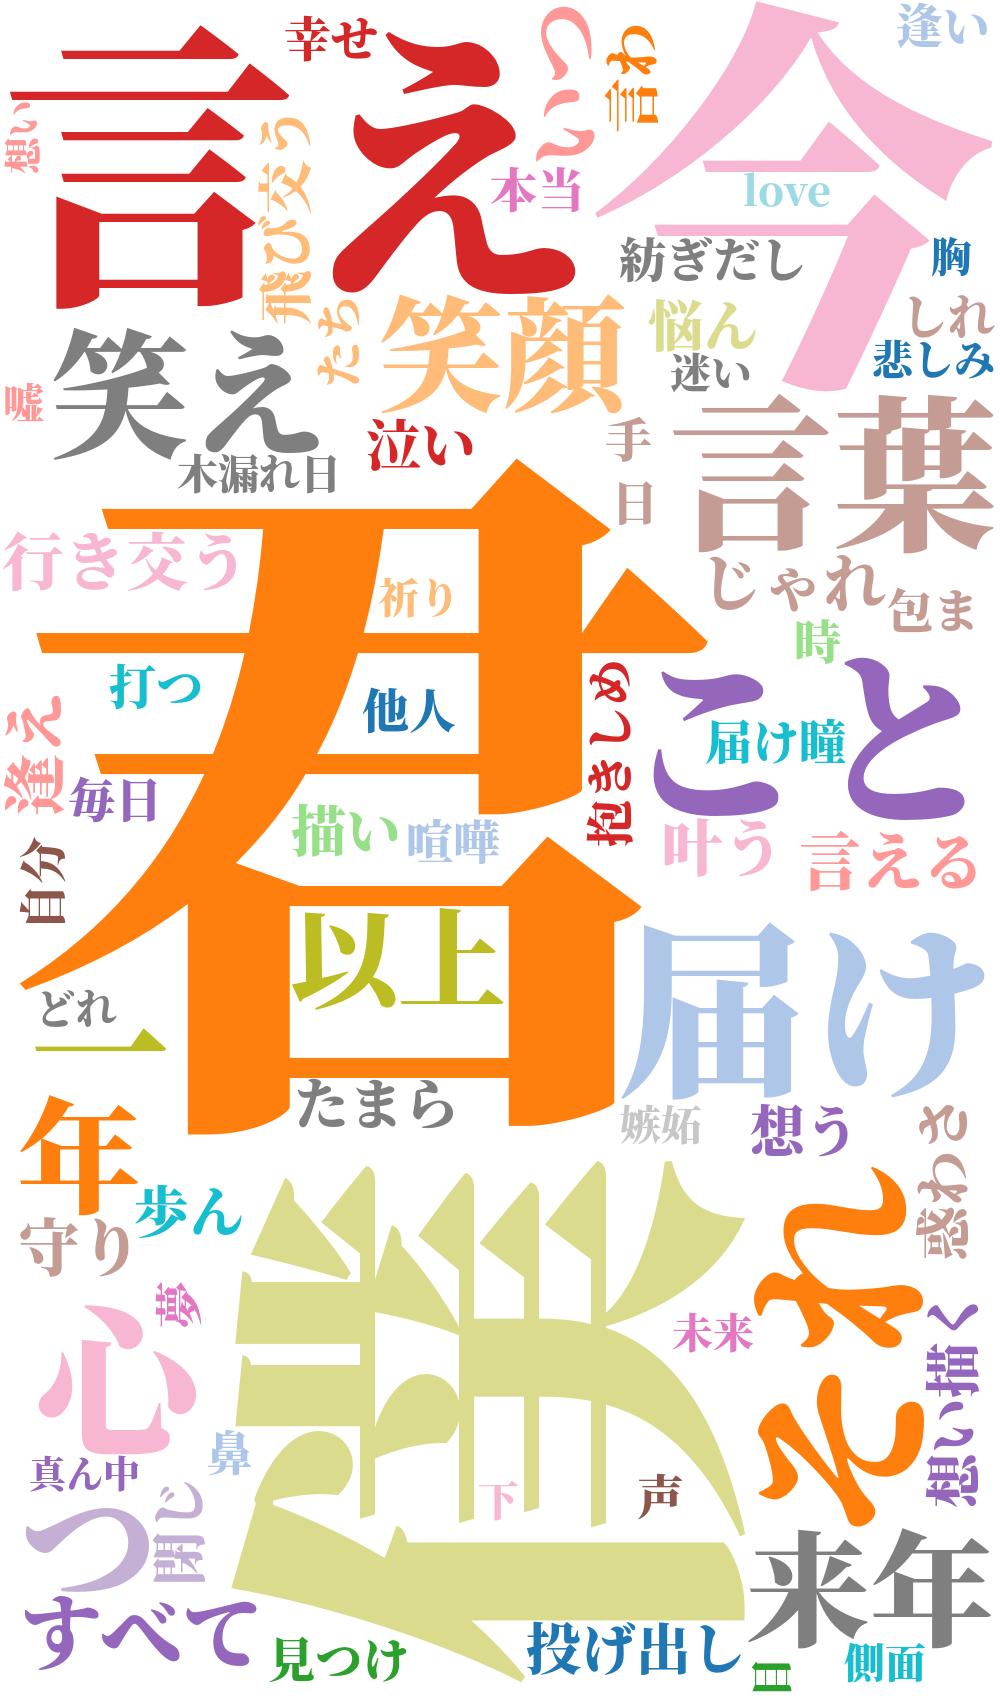 言え
幸せ
いつ
言わ
今
逢い
想い
飛び交う
本当
love
紡ぎだし
胸
たち
笑顔
悩ん
しれ
笑え
迷い
悲しみ
嘘
木漏れ日
泣い
手
言葉
日
行き交う
君
祈り
じゃれ
包ま
時
打つ
他人
抱きしめ
こと
届け瞳
逢え
毎日
描い
喧嘩
叶う
言える
自分
以上
届け
どれ
一
年
たまら
嫉妬
想う
惑わさ
守り
歩ん
僕
それ
夢
心
未来
想い描く
鼻
真ん中
つ
閉じ
下
声
来年
すべて
見つけ
投げ出し
目
側面